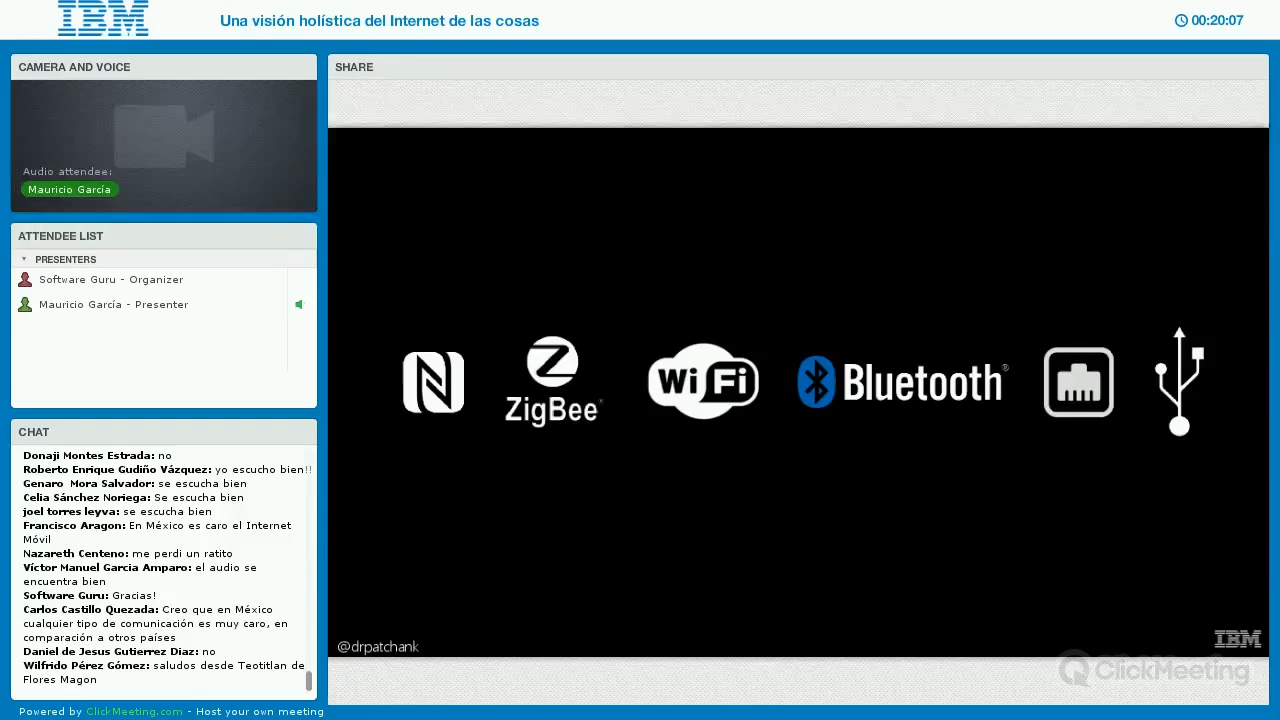 IBM
Una visión holística del Internet de las cosas
00:20:07
CAMERA AND VOICE
Audio attendee:
Mauricio García
ATTENDEE LIST
PRESENTERS
Software Guru - Organizer
Mauricio García - Presenter
CHAT
Donaji Montes Estrada: no
Roberto Enrique Gudiño Vázquez: yo escucho bien!!
Genaro Mora Salvador: se escucha bien
Celia Sánchez Noriega: Se escucha bien
joel torres leyva: se escucha bien
Francisco Aragon: En México es caro el Internet
Móvil
Nazareth Centeno: me perdi un ratito
Víctor Manuel Garcia Amparo: el audio se
encuentra bien
Software Guru: Gracias!
Carlos Castillo Quezada: Creo que en México
cualquier tipo de comunicación es muy caro, en
comparación a otros países
Daniel de Jesus Gutierrez Diaz: no
Wilfrido Pérez Gómez: saludos desde Teotitlan de
Flores Magon
Powered by ClickMeeting.com - Host your own meeting
SHARE
ZigBee
WiFi
Bluetooth®
@drpatchank
IBM
ClickMeeting